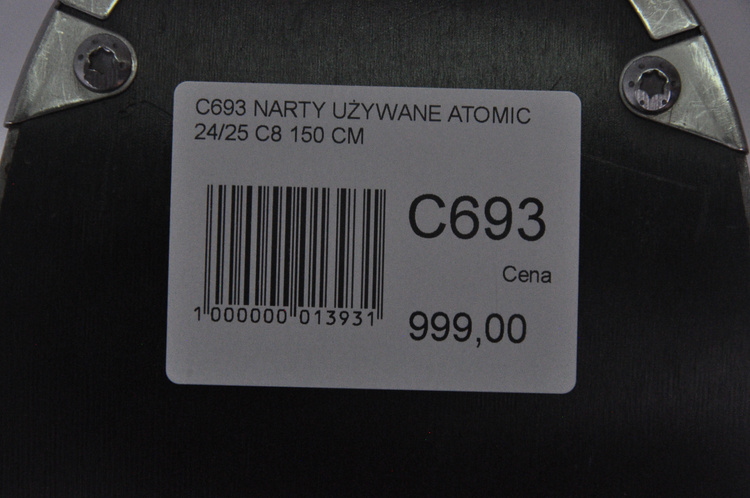 C693 NARTY UŻYWANE ATOMIC
24/25 C8 150 CM
C693
Cena
999,00
1 000000 013931